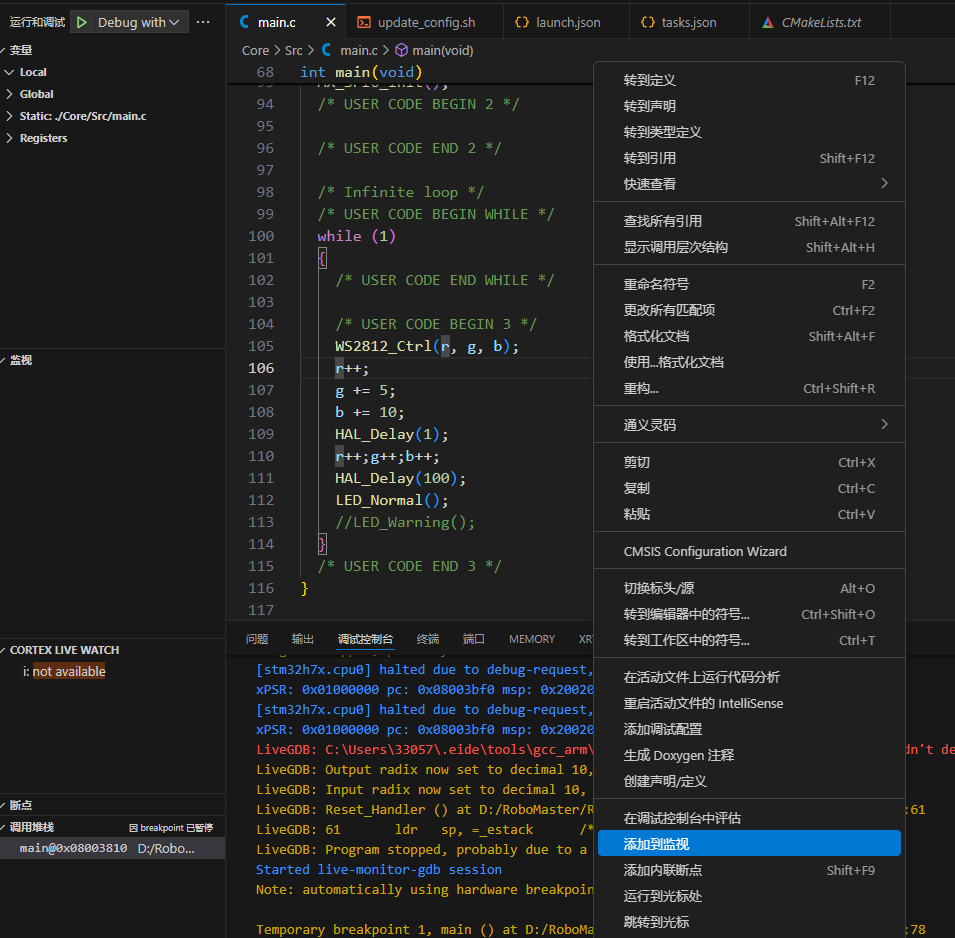 运行和调试 Debug with ···
变量
Local
Global
Static: ./Core/Src/main.c
Registers
监视
CORTEX LIVE WATCH
i: not available
断点
调用堆栈 因 breakpoint 已暂停
main@0x08003810 D:/Robo...
main.c update_config.sh launch.json tasks.json CMakeLists.txt
Core > Src > main.c > main(void)
68 int main(void)
94 /* USER CODE BEGIN 2 */
95
96 /* USER CODE END 2 */
97
98 /* Infinite loop */
99 /* USER CODE BEGIN WHILE */
100 while (1)
101 {
102 /* USER CODE END WHILE */
103
104 /* USER CODE BEGIN 3 */
105 WS2812_Ctrl(r, g, b);
106 r++;
107 g += 5;
108 b += 10;
109 HAL_Delay(1);
110 r++;g++;b++;
111 HAL_Delay(100);
112 LED_Normal();
113 //LED_Warning();
114 }
115 /* USER CODE END 3 */
116 }
117
问题 输出 调试控制台 终端 端口 MEMORY
[stm32h7x.cpu0] halted due to debug-request,
xPSR: 0x01000000 pc: 0x08003bf0 msp: 0x20020
[stm32h7x.cpu0] halted due to debug-request,
xPSR: 0x01000000 pc: 0x08003bf0 msp: 0x20020
LiveGDB: C:\Users\33057\.eide\tools\gcc_arm\
LiveGDB: Output radix now set to decimal 10,
LiveGDB: Input radix now set to decimal 10,
LiveGDB: Reset_Handler () at D:/RoboMaster/R :61
LiveGDB: 61 ldr sp, =_estack /*
LiveGDB: Program stopped, probably due to a
Started live-monitor-gdb session
Note: automatically using hardware breakpoin
Temporary breakpoint 1, main () at D:/RoboMa :78
转到定义 F12
转到声明
转到类型定义
转到引用 Shift+F12
快速查看
查找所有引用 Shift+Alt+F12
显示调用层次结构 Shift+Alt+H
重命名符号 F2
更改所有匹配项 Ctrl+F2
格式化文档 Shift+Alt+F
使用...格式化文档
重构... Ctrl+Shift+R
通义灵码
剪切 Ctrl+X
复制 Ctrl+C
粘贴 Ctrl+V
CMSIS Configuration Wizard
切换标头/源 Alt+O
转到编辑器中的符号... Ctrl+Shift+O
转到工作区中的符号... Ctrl+T
在活动文件上运行代码分析
重启活动文件的 IntelliSense
添加调试配置
生成 Doxygen 注释
创建声明/定义
在调试控制台中评估
添加到监视
添加内联断点 Shift+F9
运行到光标处
跳转到光标